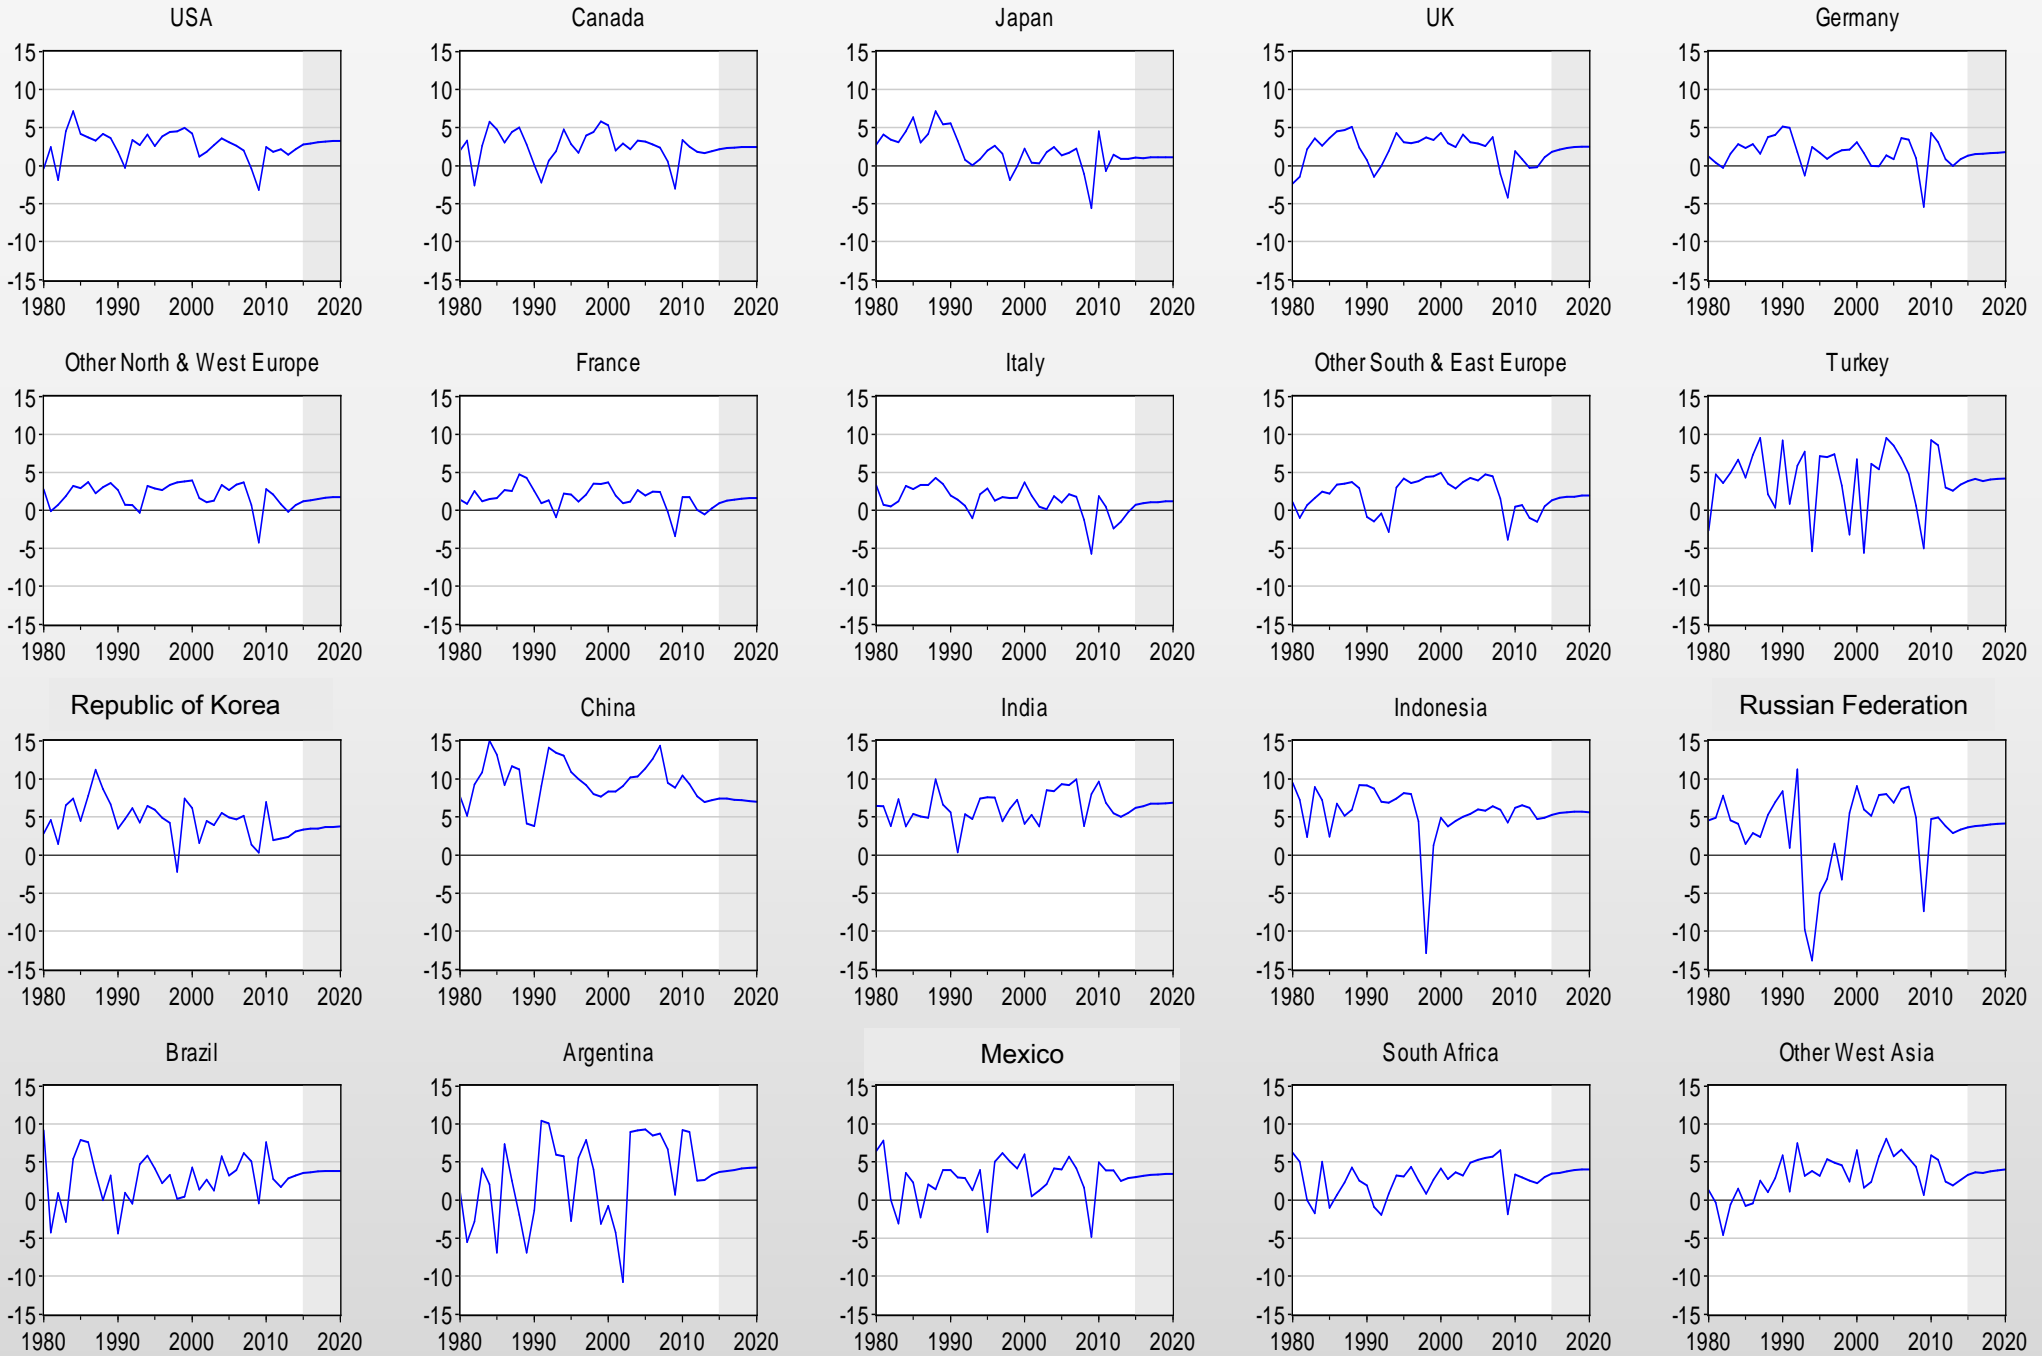 USA Canada Japan UK Germany
15 15 15 15 15
10 10 10 10 10
5 5 5 5 5
0 0 0 0 0
-5 -5 -5 -5 -5
-10 -10 -10 -10 -10
-15 -15 -15 -15 -15
1980 1990 2000 2010 2020 1980 1990 2000 2010 2020 1980 1990 2000 2010 2020 1980 1990 2000 2010 2020 1980 1990 2000 2010 2020
Other North & West Europe France Italy Other South & East Europe Turkey
15 15 15 15 15
10 10 10 10 10
5 5 5 5 5
0 0 0 0 0
-5 -5 -5 -5 -5
-10 -10 -10 -10 -10
-15 -15 -15 -15 -15
1980 1990 2000 2010 2020 1980 1990 2000 2010 2020 1980 1990 2000 2010 2020 1980 1990 2000 2010 2020 1980 1990 2000 2010 2020
Republic of Korea China India Indonesia Russian Federation
15 15 15 15 15
10 10 10 10 10
5 5 5 5 5
0 0 0 0 0
-5 -5 -5 -5 -5
-10 -10 -10 -10 -10
-15 -15 -15 -15 -15
1980 1990 2000 2010 2020 1980 1990 2000 2010 2020 1980 1990 2000 2010 2020 1980 1990 2000 2010 2020 1980 1990 2000 2010 2020
Brazil Argentina Mexico South Africa Other West Asia
15 15 15 15 15
10 10 10 10 10
5 5 5 5 5
0 0 0 0 0
-5 -5 -5 -5 -5
-10 -10 -10 -10 -10
-15 -15 -15 -15 -15
1980 1990 2000 2010 2020 1980 1990 2000 2010 2020 1980 1990 2000 2010 2020 1980 1990 2000 2010 2020 1980 1990 2000 2010 2020